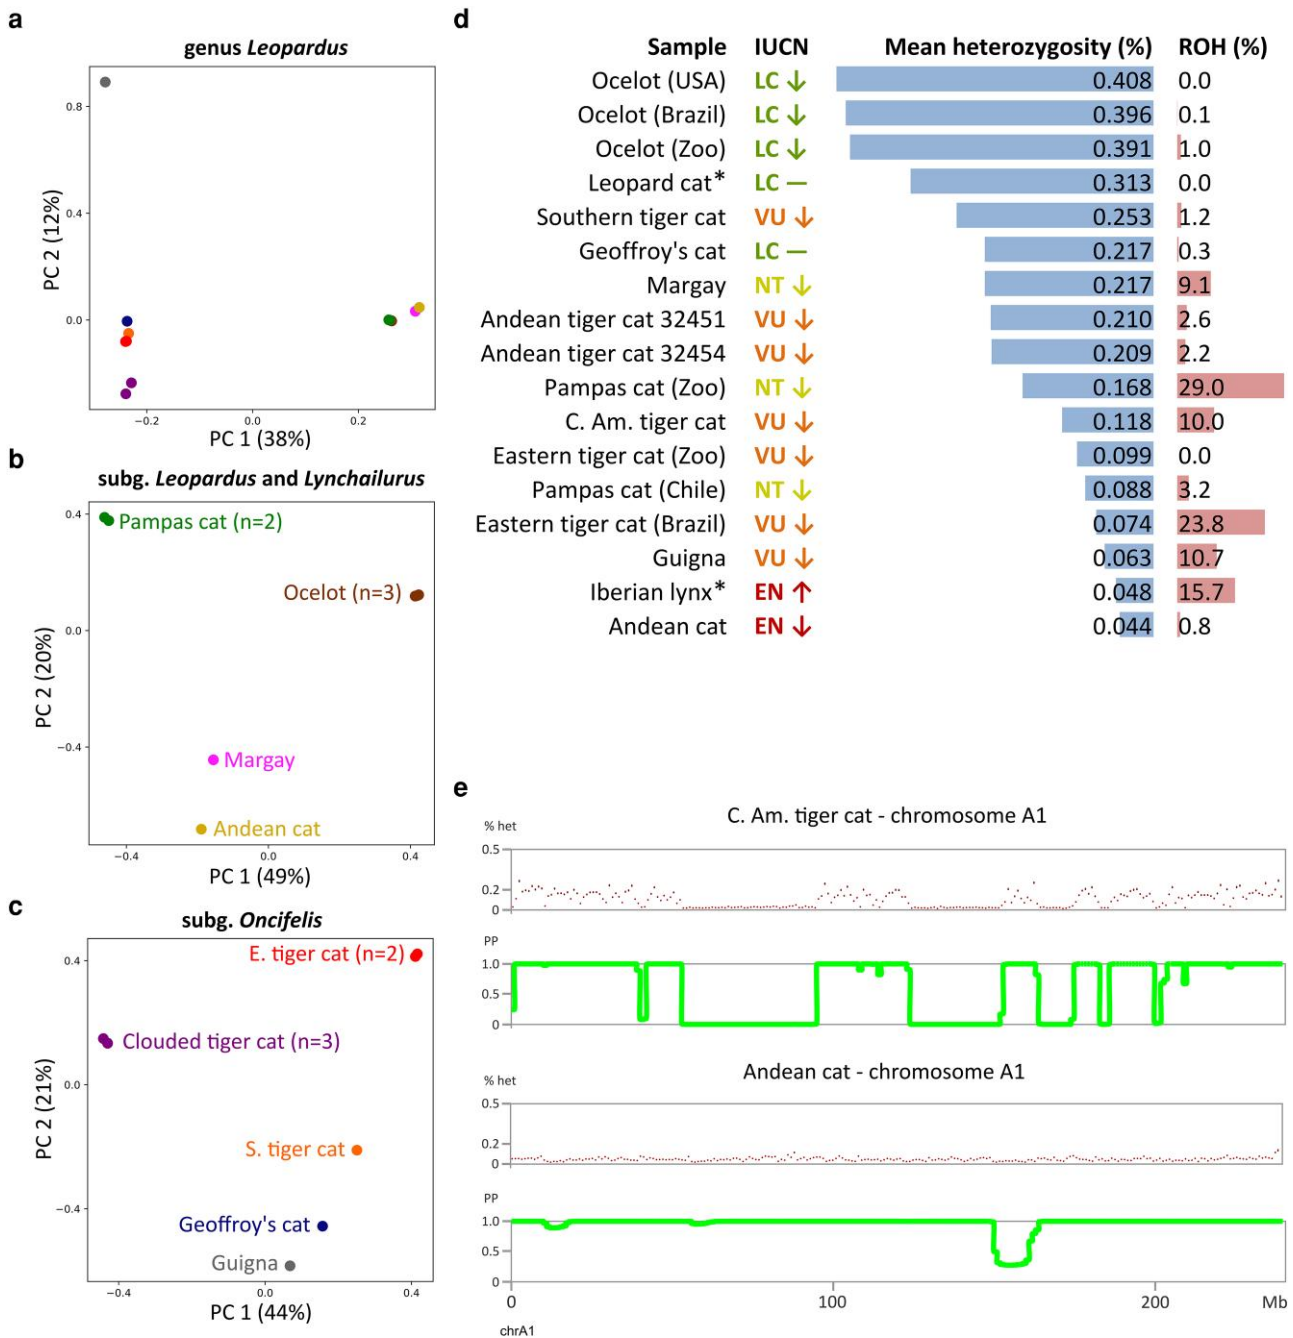 a
genus Leopardus
0.8
0.4
0.0
PC 2 (12%)
−0.2
0.0
0.2
PC 1 (38%)
b
subg. Leopardus and Lynchailurus
0.4
0.0
−0.4
PC 2 (20%)
Pampas cat (n=2)
Ocelot (n=3)
Margay
Andean cat
−0.4
0.0
0.4
PC 1 (49%)
c
subg. Oncifelis
0.4
0.0
−0.4
PC 2 (21%)
E. tiger cat (n=2)
Clouded tiger cat (n=3)
S. tiger cat
Geoffroy's cat
Guigna
−0.4
0.0
0.4
PC 1 (44%)
d
Sample IUCN Mean heterozygosity (%) ROH (%)
Ocelot (USA) LC ↓ 0.408 0.0
Ocelot (Brazil) LC ↓ 0.396 0.1
Ocelot (Zoo) LC ↓ 0.391 1.0
Leopard cat* LC — 0.313 0.0
Southern tiger cat VU ↓ 0.253 1.2
Geoffroy's cat LC — 0.217 0.3
Margay NT ↓ 0.217 9.1
Andean tiger cat 32451 VU ↓ 0.210 2.6
Andean tiger cat 32454 VU ↓ 0.209 2.2
Pampas cat (Zoo) NT ↓ 0.168 29.0
C. Am. tiger cat VU ↓ 0.118 10.0
Eastern tiger cat (Zoo) VU ↓ 0.099 0.0
Pampas cat (Chile) NT ↓ 0.088 3.2
Eastern tiger cat (Brazil) VU ↓ 0.074 23.8
Guigna VU ↓ 0.063 10.7
Iberian lynx* EN ↑ 0.048 15.7
Andean cat EN ↓ 0.044 0.8
e
C. Am. tiger cat - chromosome A1
% het
0.5
0.2
0
PP
1.0
0.5
0
Andean cat - chromosome A1
% het
0.5
0.2
0
PP
1.0
0.5
0
0 100 200 Mb
chrA1